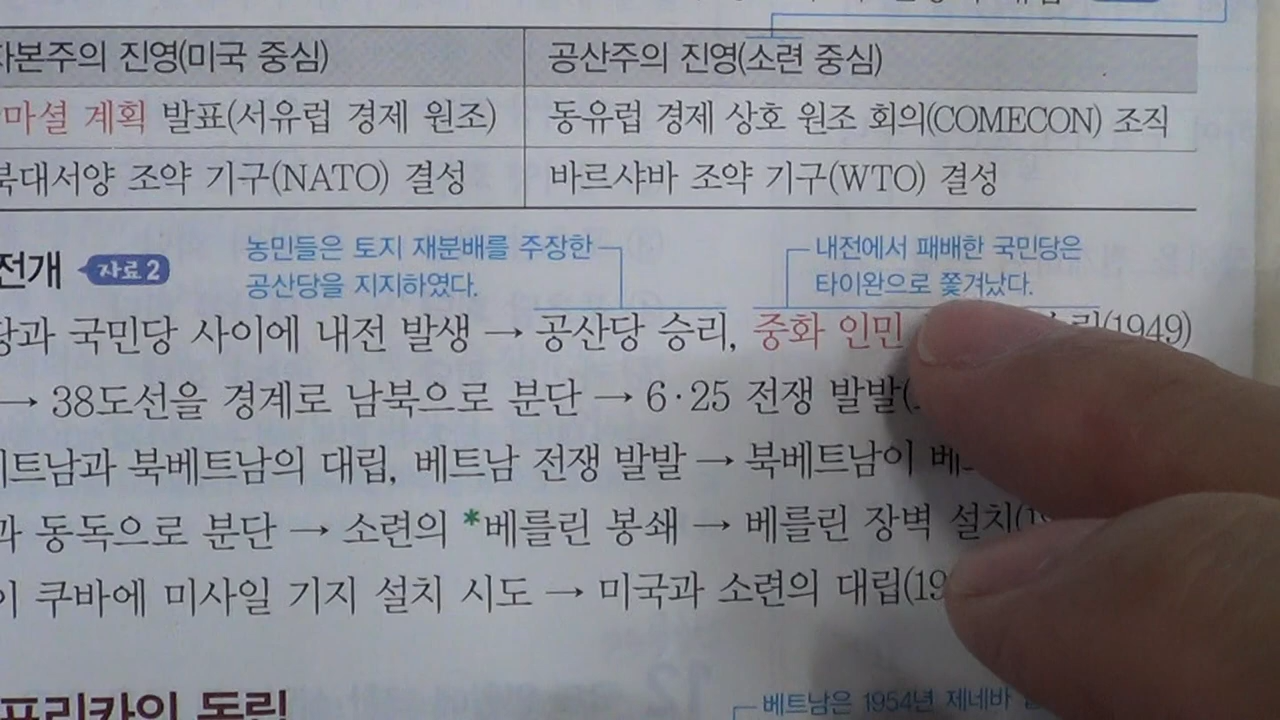 자본주의 진영(미국 중심) 공산주의 진영(소련 중심)
마셜 계획 발표(서유럽 경제 원조) 동유럽 경제 상호 원조 회의(COMECON) 조직
북대서양 조약 기구(NATO) 결성 바르샤바 조약 기구(WTO) 결성
농민들은 토지 재분배를 주장한
공산당을 지지하였다.
내전에서 패배한 국민당은
타이완으로 쫓겨났다.
전개 자료 2
당과 국민당 사이에 내전 발생 → 공산당 승리, 중화 인민 (1949)
→ 38도선을 경계로 남북으로 분단 → 6·25 전쟁 발발(
베트남과 북베트남의 대립, 베트남 전쟁 발발 → 북베트남이
과 동독으로 분단 → 소련의 *베를린 봉쇄 → 베를린 장벽 설치(
이 쿠바에 미사일 기지 설치 시도 → 미국과 소련의 대립(19
베트남은 1954년 제네바
프리카의 독립